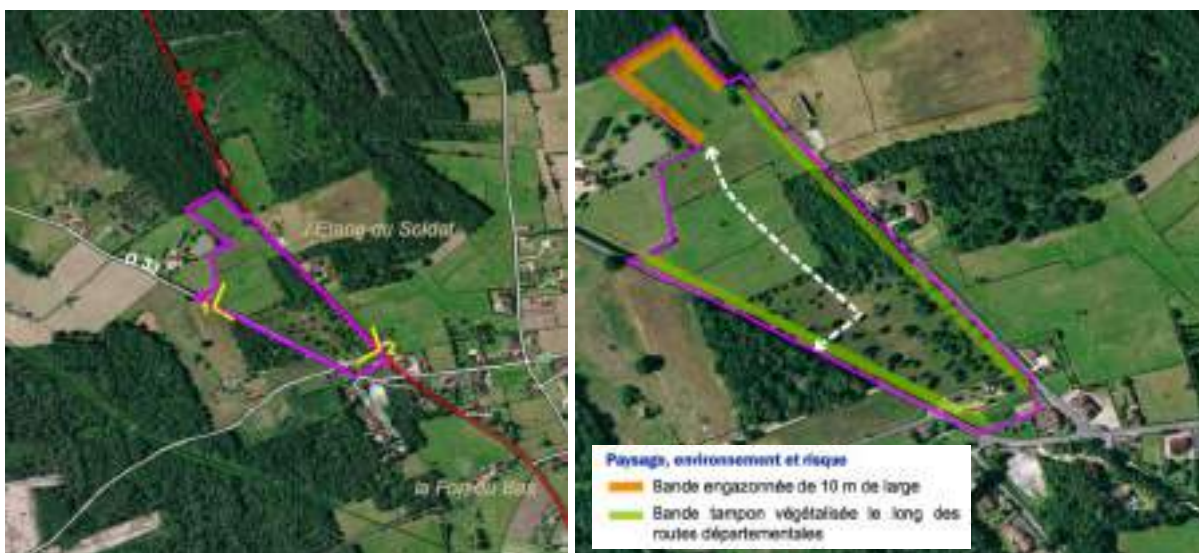 l'Etang du Soldat
D 33
la Font du Bas
Paysage, environnement et risque
Bande engazonnée de 10 m de large
Bande tampon végétalisée le long des
routes départementales